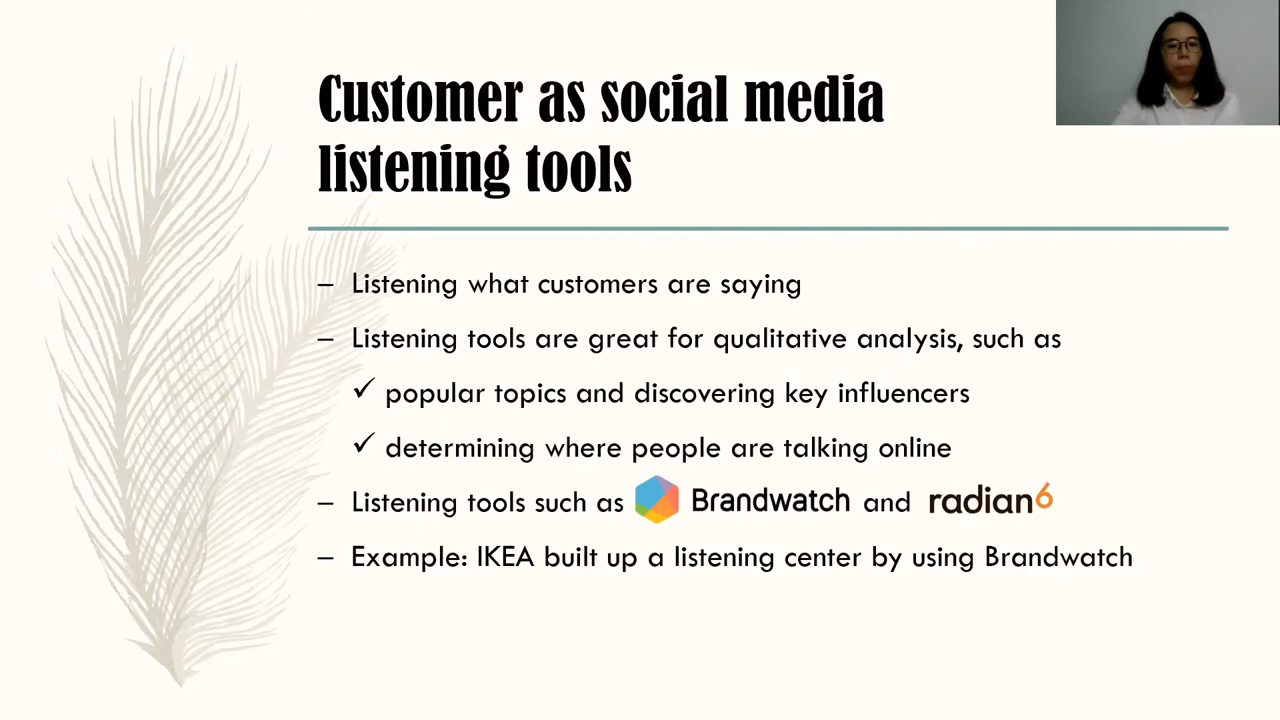 Customer as social media
listening tools
– Listening what customers are saying
– Listening tools are great for qualitative analysis, such as
✓ popular topics and discovering key influencers
✓ determining where people are talking online
– Listening tools such as Brandwatch and radian6
– Example: IKEA built up a listening center by using Brandwatch